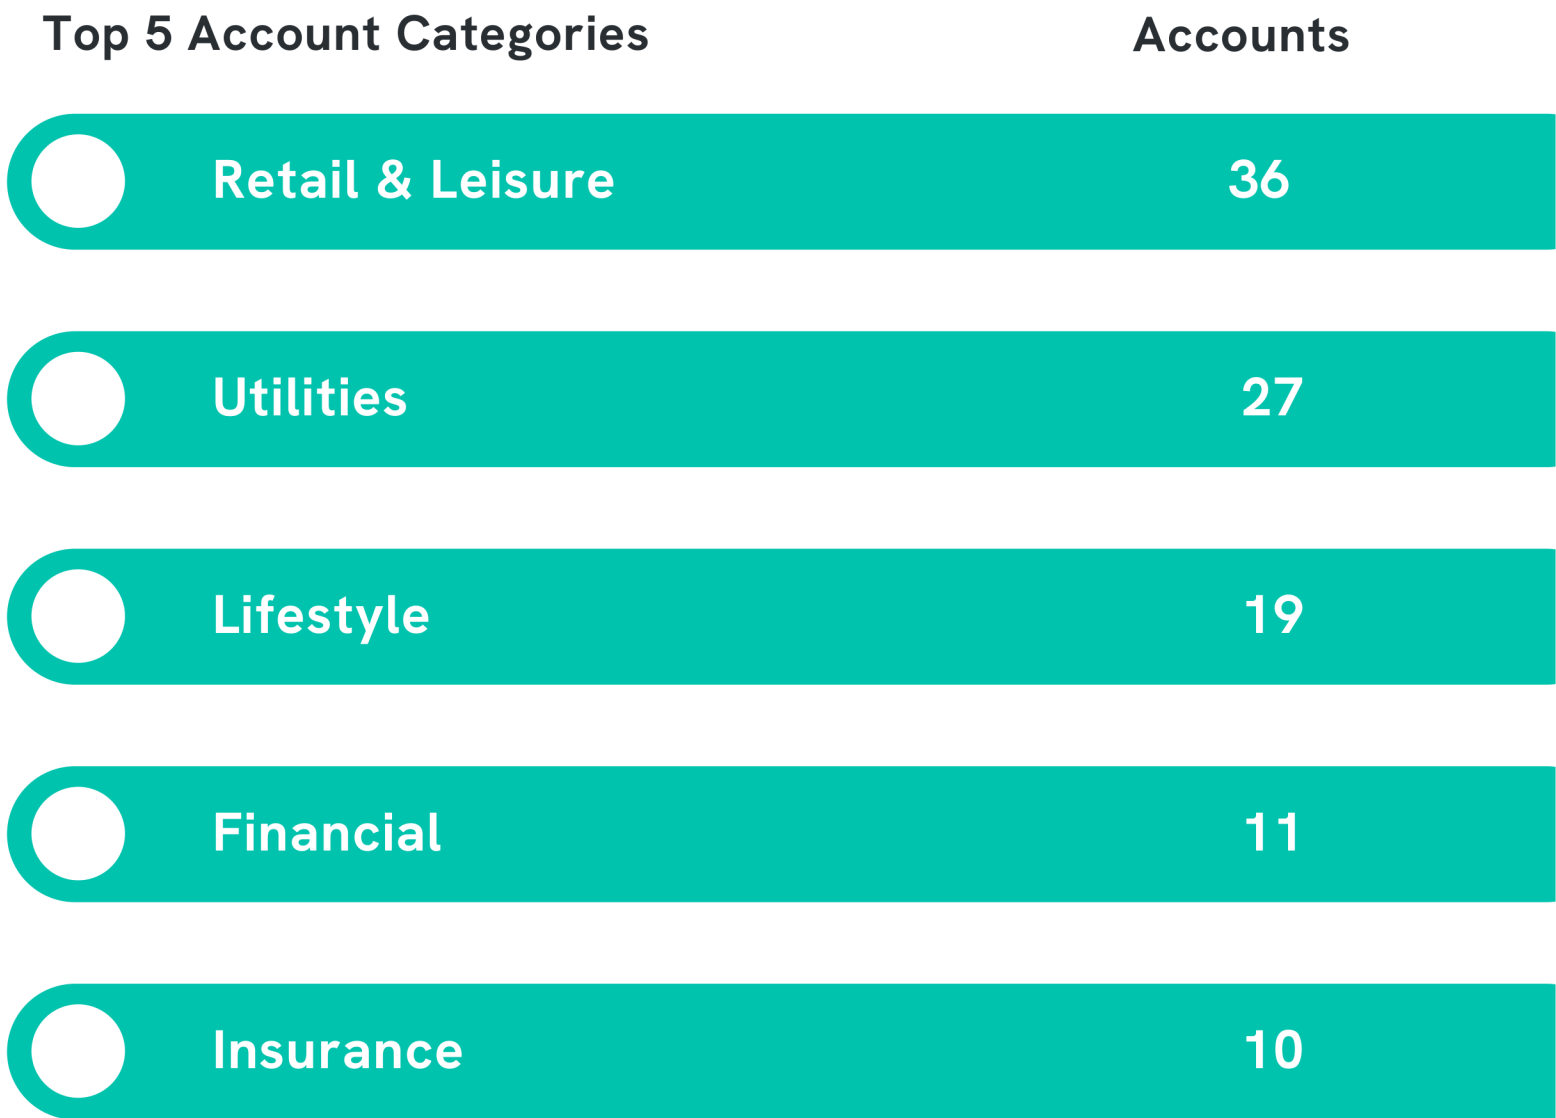 Top 5 Account Categories Accounts
Retail & Leisure 36
Utilities 27
Lifestyle 19
Financial 11
Insurance 10